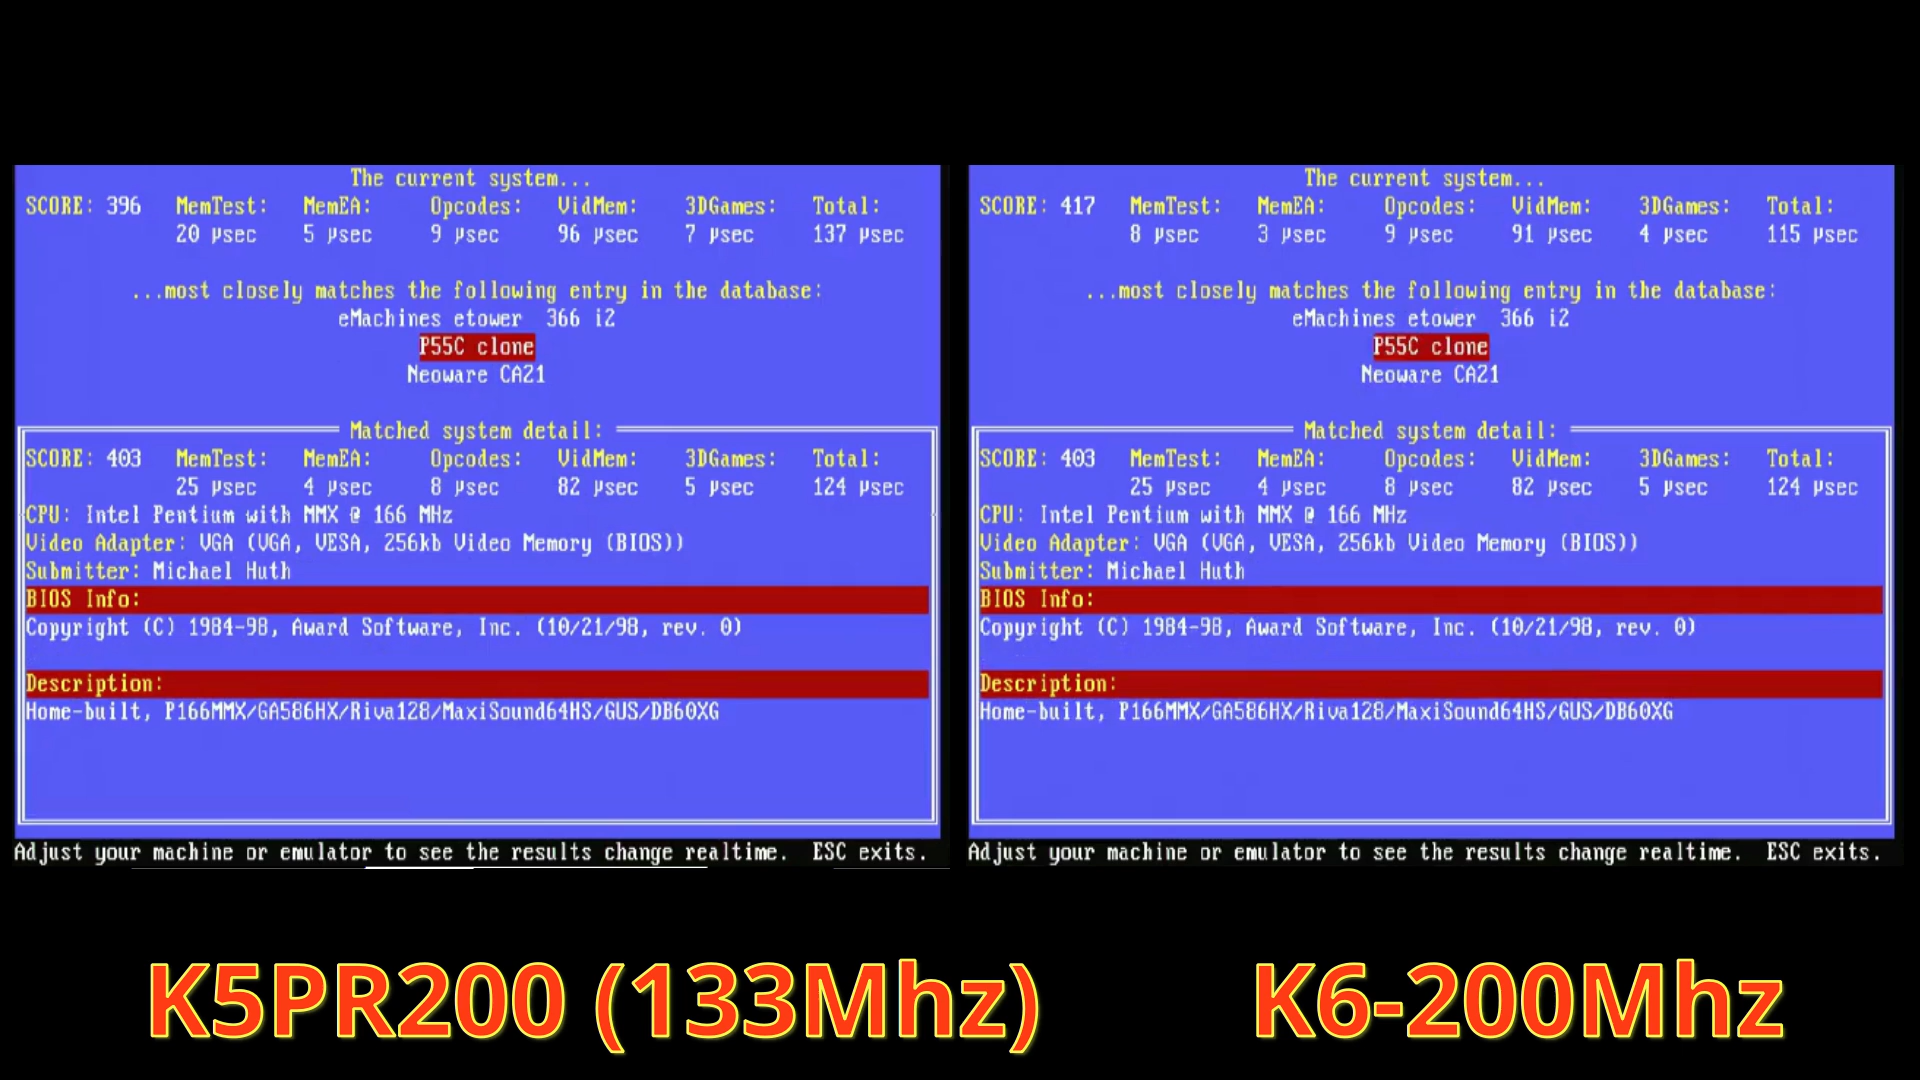 The current system...
SCORE: 396 MemTest: MemEA: Opcodes: VidMem: 3DGames: Total:
20 µsec 5 µsec 9 µsec 96 µsec 7 µsec 137 µsec
...most closely matches the following entry in the database:
eMachines etower 366 i2
P55C clone
Neoware CA21
Matched system detail:
SCORE: 403 MemTest: MemEA: Opcodes: VidMem: 3DGames: Total:
25 µsec 4 µsec 8 µsec 82 µsec 5 µsec 124 µsec
CPU: Intel Pentium with MMX @ 166 MHz
Video Adapter: VGA (VGA, VESA, 256kb Video Memory (BIOS))
Submitter: Michael Huth
BIOS Info:
Copyright (C) 1984-98, Award Software, Inc. (10/21/98, rev. 0)
Description:
Home-built, P166MMX/GA586HX/Riva128/MaxiSound64HS/GUS/DB60XG
Adjust your machine or emulator to see the results change realtime. ESC exits.
K5PR200 (133Mhz)
The current system...
SCORE: 417 MemTest: MemEA: Opcodes: VidMem: 3DGames: Total:
8 µsec 3 µsec 9 µsec 91 µsec 4 µsec 115 µsec
...most closely matches the following entry in the database:
eMachines etower 366 i2
P55C clone
Neoware CA21
Matched system detail:
SCORE: 403 MemTest: MemEA: Opcodes: VidMem: 3DGames: Total:
25 µsec 4 µsec 8 µsec 82 µsec 5 µsec 124 µsec
CPU: Intel Pentium with MMX @ 166 MHz
Video Adapter: VGA (VGA, VESA, 256kb Video Memory (BIOS))
Submitter: Michael Huth
BIOS Info:
Copyright (C) 1984-98, Award Software, Inc. (10/21/98, rev. 0)
Description:
Home-built, P166MMX/GA586HX/Riva128/MaxiSound64HS/GUS/DB60XG
Adjust your machine or emulator to see the results change realtime. ESC exits.
K6-200Mhz